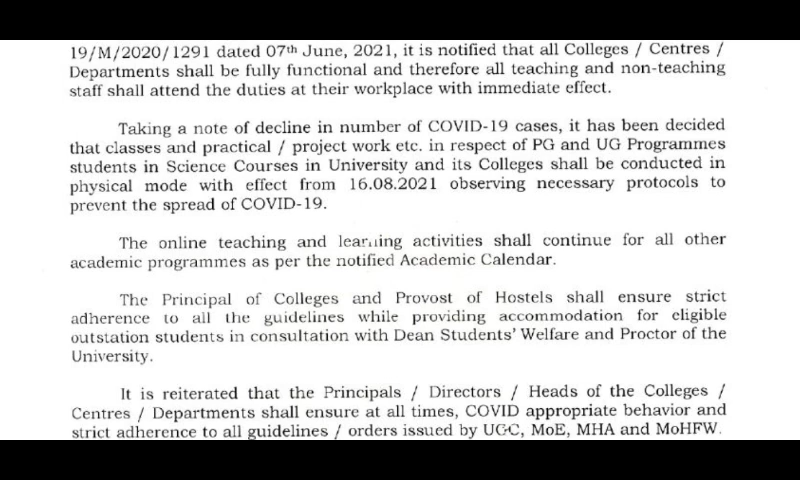 19/M/2020/1291 dated 07th June, 2021, it is notified that all Colleges / Centres /
Departments shall be fully functional and therefore all teaching and non-teaching
staff shall attend the duties at their workplace with immediate effect.
Taking a note of decline in number of COVID-19 cases, it has been decided
that classes and practical / project work etc. in respect of PG and UG Programmes
students in Science Courses in University and its Colleges shall be conducted in
physical mode with effect from 16.08.2021 observing necessary protocols to
prevent the spread of COVID-19.
The online teaching and learning activities shall continue for all other
academic programmes as per the notified Academic Calendar.
The Principal of Colleges and Provost of Hostels shall ensure strict
adherence to all the guidelines while providing accommodation for eligible
outstation students in consultation with Dean Students' Welfare and Proctor of the
University.
It is reiterated that the Principals / Directors / Heads of the Colleges /
Centres / Departments shall ensure at all times, COVID appropriate behavior and
strict adherence to all guidelines / orders issued by UGC, MoE, MHA and MoHFW.